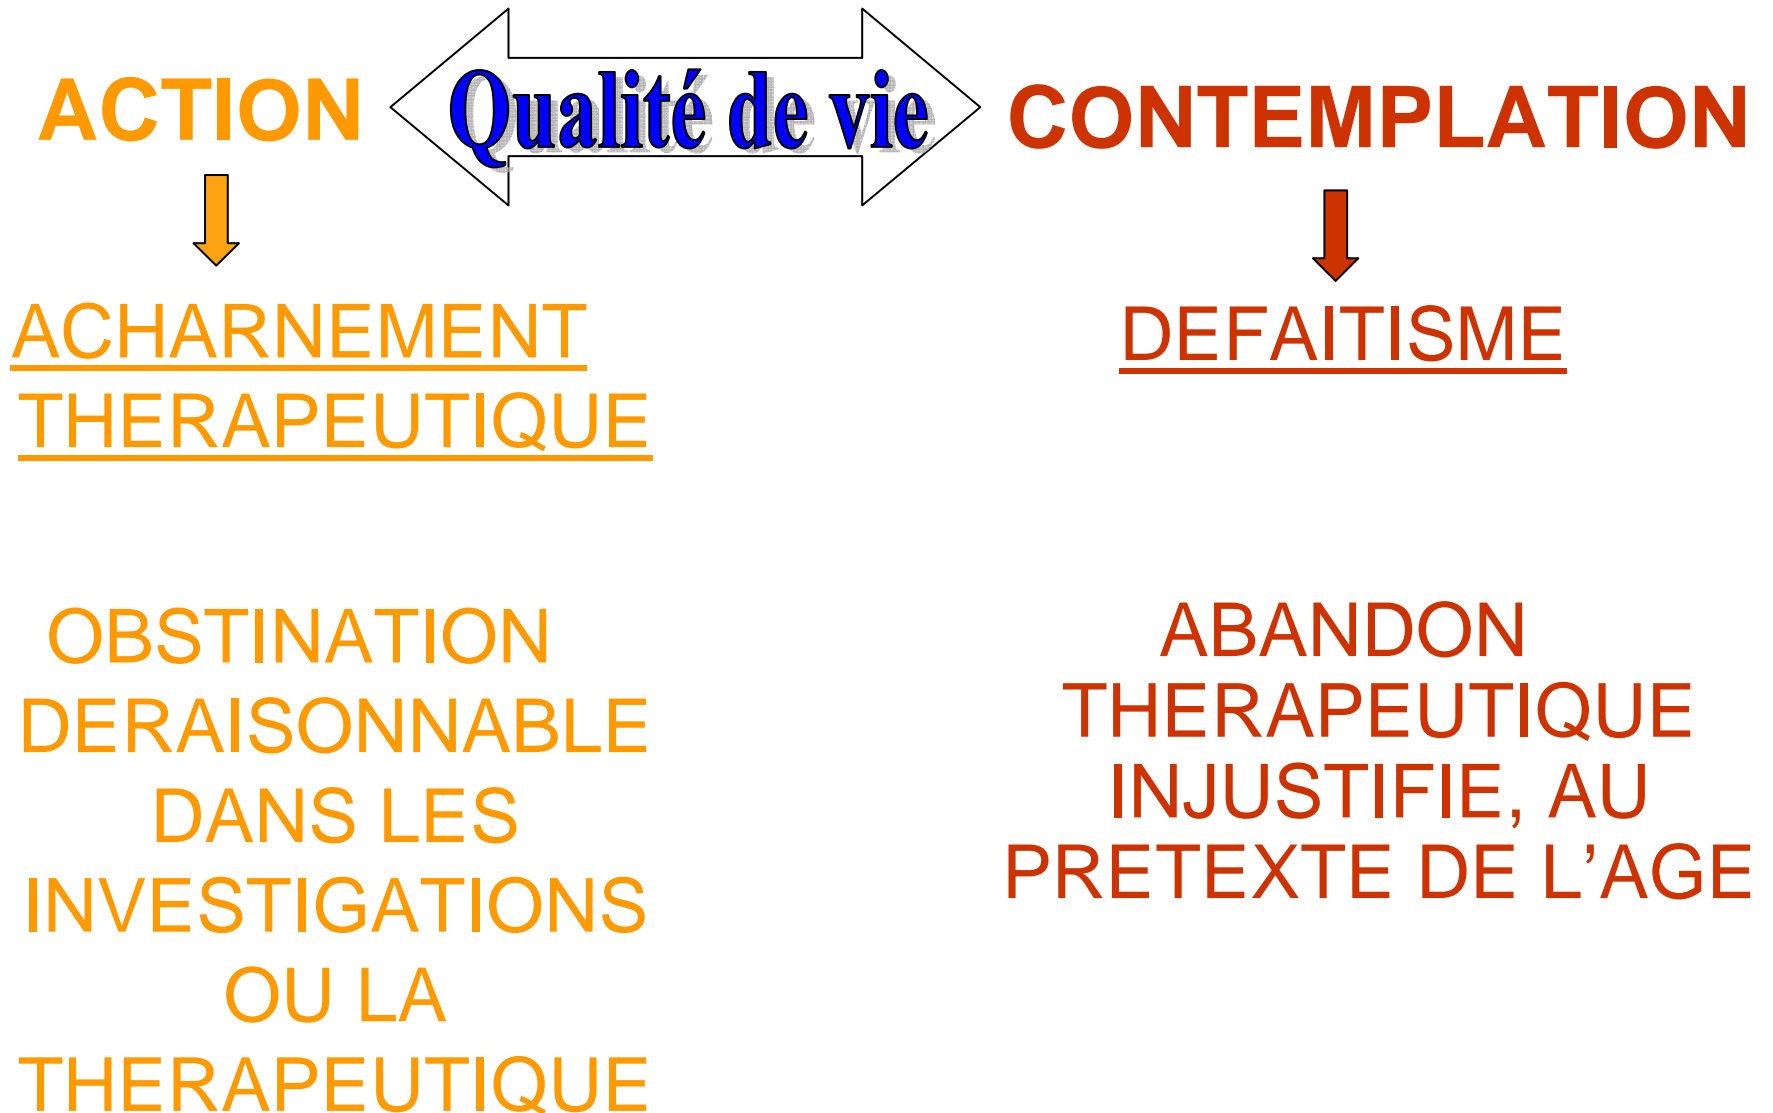 ACTION
Qualité de vie
CONTEMPLATION
ACHARNEMENT
THERAPEUTIQUE
DEFAITISME
OBSTINATION
DERAISONNABLE
DANS LES
INVESTIGATIONS
OU LA
THERAPEUTIQUE
ABANDON
THERAPEUTIQUE
INJUSTIFIE, AU
PRETEXTE DE L’AGE